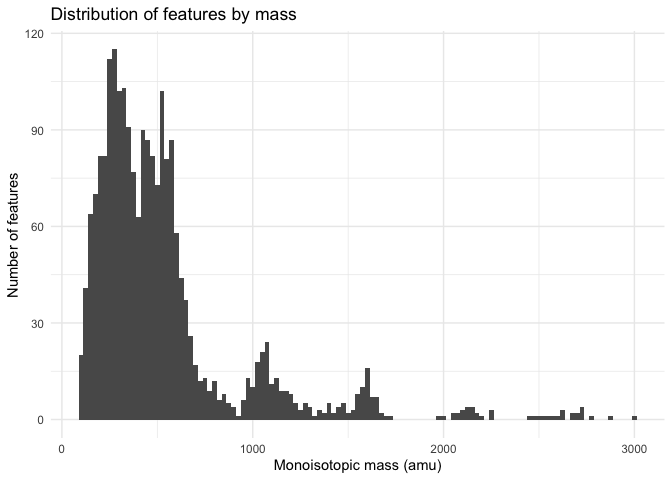 Distribution of features by mass
120
90
60
30
0
Number of features
0 1000 2000 3000
Monoisotopic mass (amu)